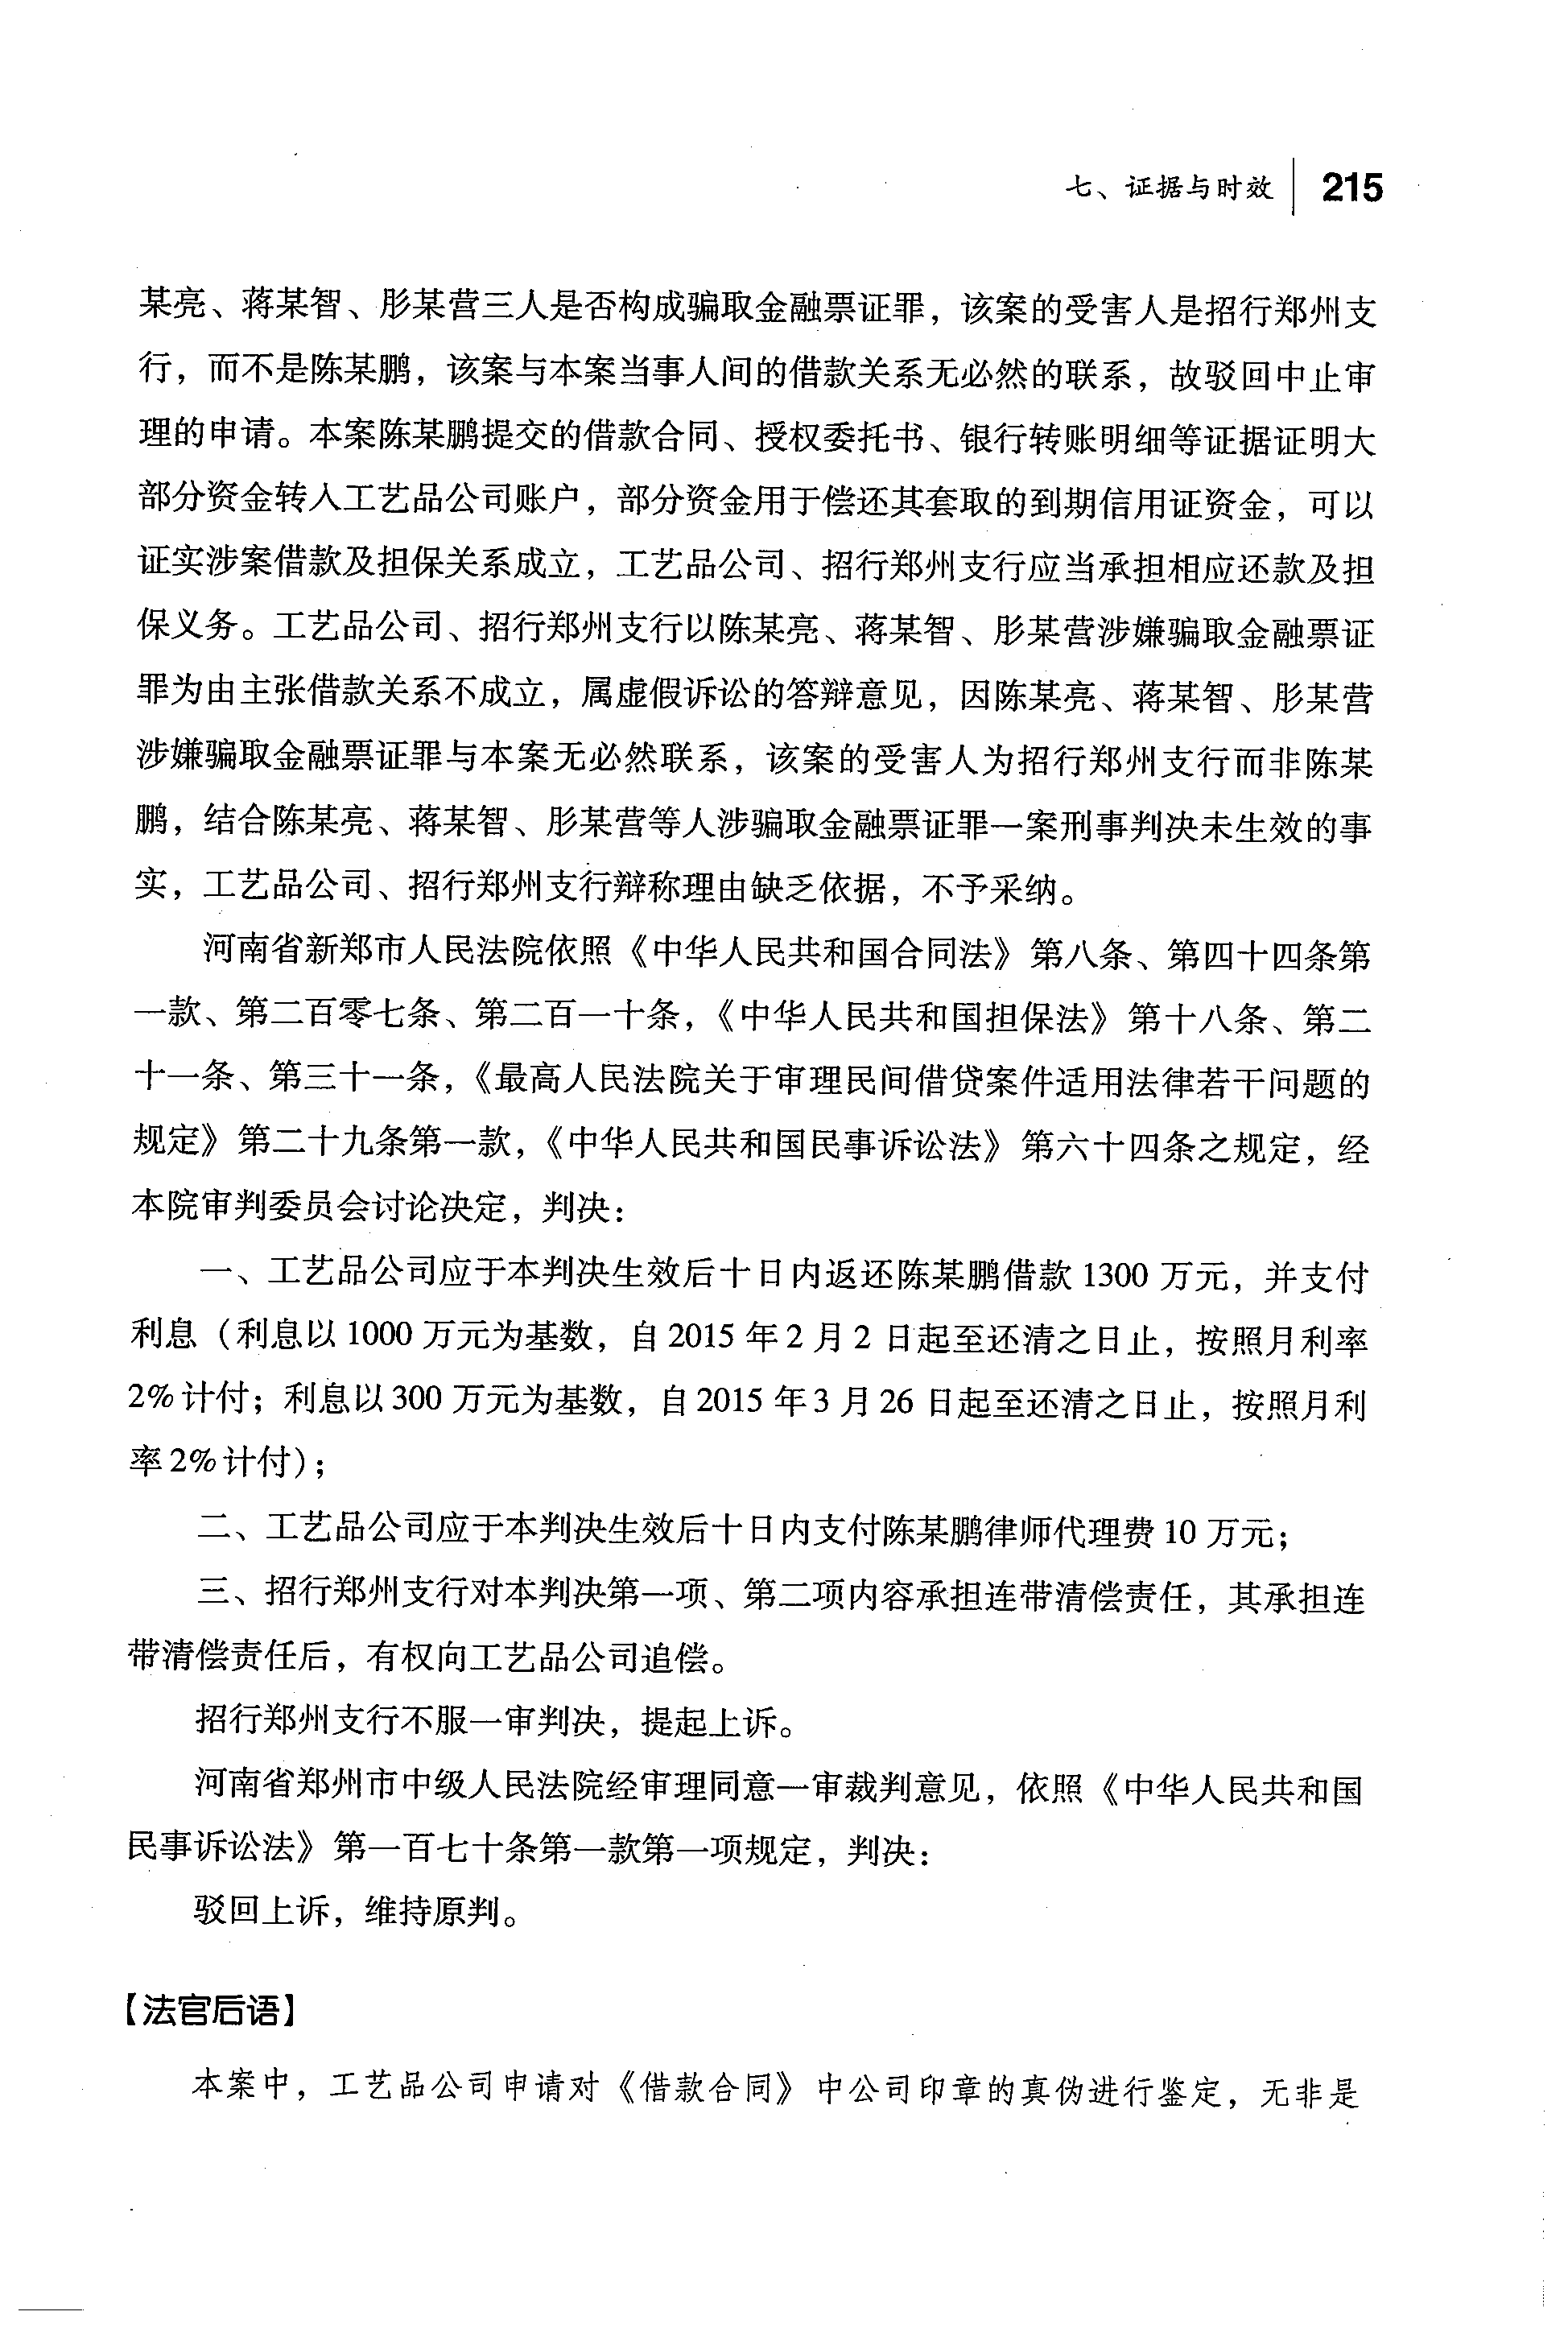 七、证据与时效 215
某亮、蒋某智、肜某营三人是否构成骗取金融票证罪，该案的受害人是招行郑州支
行，而不是陈某鹏，该案与本案当事人间的借款关系无必然的联系，故驳回中止审
理的申请。本案陈某鹏提交的借款合同、授权委托书、银行转账明细等证据证明大
部分资金转入工艺品公司账户，部分资金用于偿还其套取的到期信用证资金，可以
证实涉案借款及担保关系成立，工艺品公司、招行郑州支行应当承担相应还款及担
保义务。工艺品公司、招行郑州支行以陈某亮、蒋某智、肜某营涉嫌骗取金融票证
罪为由主张借款关系不成立，属虚假诉讼的答辩意见，因陈某亮、蒋某智、肜某营
涉嫌骗取金融票证罪与本案无必然联系，该案的受害人为招行郑州支行而非陈某
鹏，结合陈某亮、蒋某智、肜某营等人涉骗取金融票证罪一案刑事判决未生效的事
实，工艺品公司、招行郑州支行辩称理由缺乏依据，不予采纳。
河南省新郑市人民法院依照《中华人民共和国合同法》第八条、第四十四条第
一款、第二百零七条、第二百一十条，《中华人民共和国担保法》第十八条、第二
十一条、第三十一条，《最高人民法院关于审理民间借贷案件适用法律若干问题的
规定》第二十九条第一款，《中华人民共和国民事诉讼法》第六十四条之规定，经
本院审判委员会讨论决定，判决：
一、工艺品公司应于本判决生效后十日内返还陈某鹏借款 1300 万元，并支付
利息（利息以 1000 万元为基数，自 2015 年 2 月 2 日起至还清之日止，按照月利率
2% 计付；利息以 300 万元为基数，自 2015 年 3 月 26 日起至还清之日止，按照月利
率 2% 计付）；
二、工艺品公司应于本判决生效后十日内支付陈某鹏律师代理费 10 万元；
三、招行郑州支行对本判决第一项、第二项内容承担连带清偿责任，其承担连
带清偿责任后，有权向工艺品公司追偿。
招行郑州支行不服一审判决，提起上诉。
河南省郑州市中级人民法院经审理同意一审裁判意见，依照《中华人民共和国
民事诉讼法》第一百七十条第一款第一项规定，判决：
驳回上诉，维持原判。
【法官后语】
本案中，工艺品公司申请对《借款合同》中公司印章的真伪进行鉴定，无非是